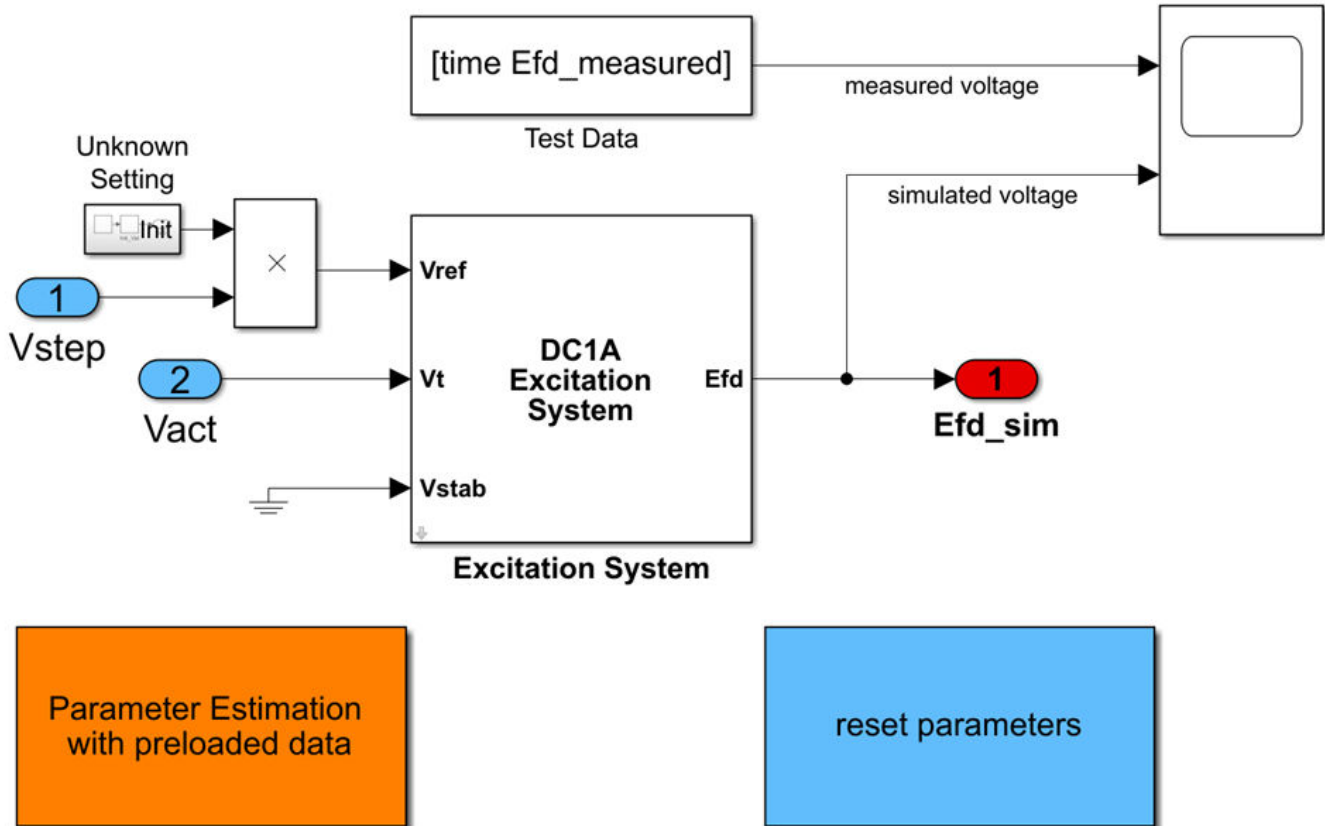 [time Efd_measured]
Test Data
measured voltage
simulated voltage
Unknown
Setting
Init
×
1
Vstep
2
Vact
Vref
Vt
Vstab
DC1A
Excitation
System
Efd
Excitation System
1
Efd_sim
Parameter Estimation
with preloaded data
reset parameters